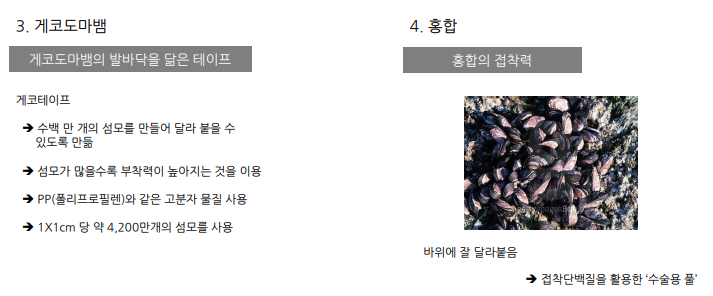 3. 게코도마뱀
게코도마뱀의 발바닥을 닮은 테이프
게코테이프
➔ 수백 만 개의 섬모를 만들어 달라 붙을 수
있도록 만듦
➔ 섬모가 많을수록 부착력이 높아지는 것을 이용
➔ PP(폴리프로필렌)와 같은 고분자 물질 사용
➔ 1X1cm 당 약 4,200만개의 섬모를 사용
4. 홍합
홍합의 접착력
바위에 잘 달라붙음
➔ 접착단백질을 활용한 ‘수술용 풀’